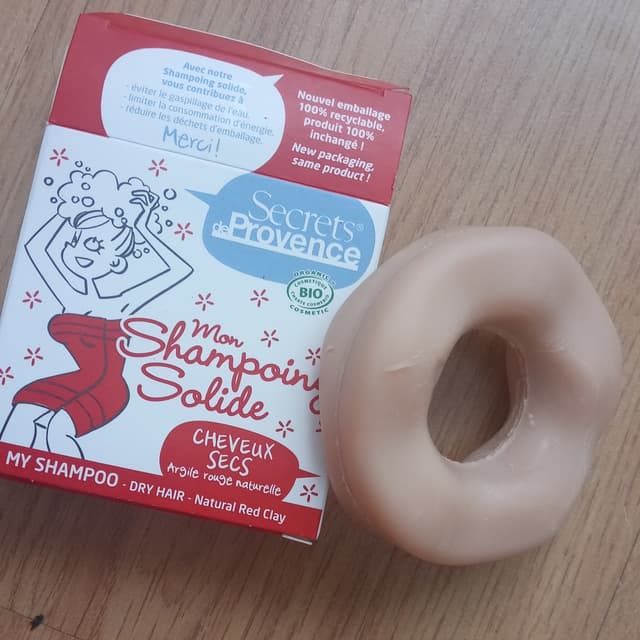 Avec notre
Shampoing solide,
vous contribuez à
- éviter le gaspillage de l'eau.
- limiter la consommation d'énergie.
- réduire les déchets d'emballage.
Merci !
Nouvel emballage
100% recyclable,
produit 100%
inchangé !
New packaging,
same product !
Secrets®
de Provence
ORGANIC
COSMÉTIQUE
BIO
COSMETIC
Mon
Shampoing
Solide
CHEVEUX
SECS
Argile rouge naturelle
MY SHAMPOO - DRY HAIR - Natural Red Clay